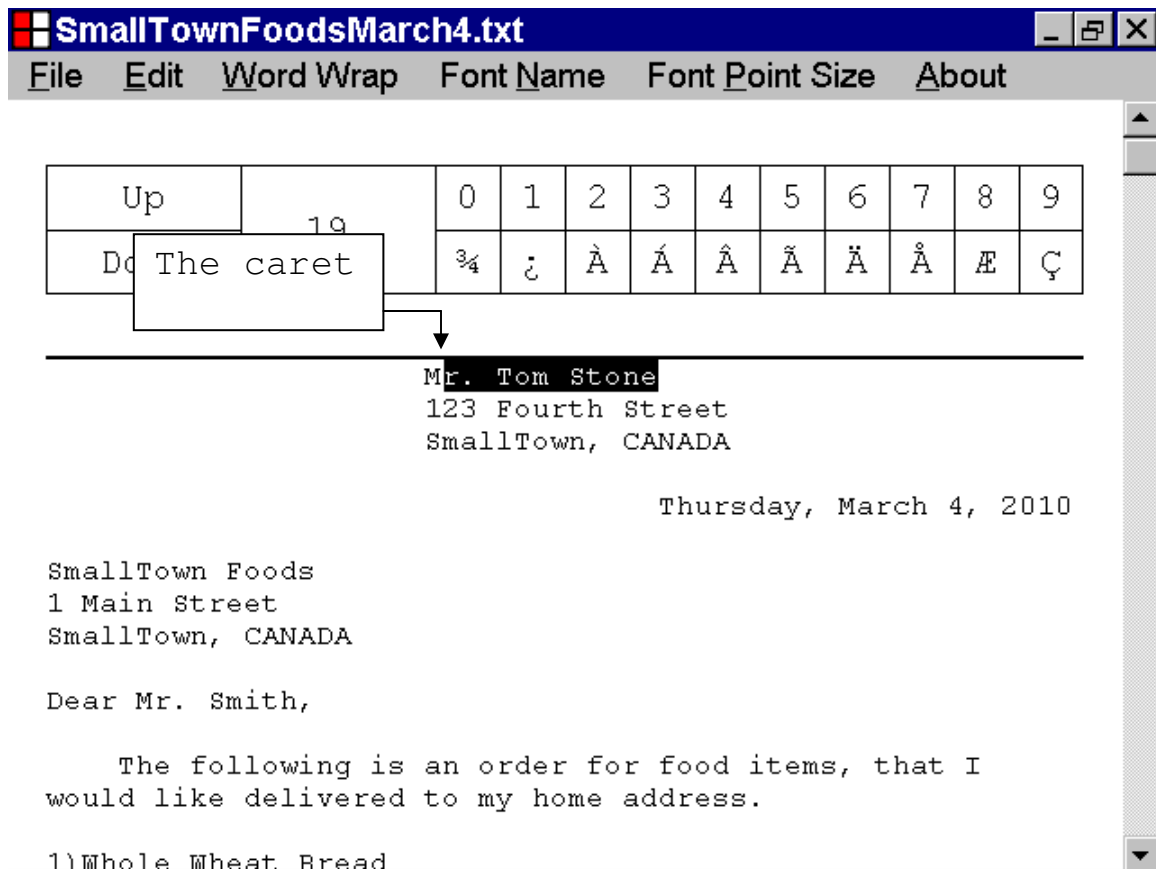 SmallTownFoodsMarch4.txt
File Edit Word Wrap Font Name Font Point Size About
Up 19 0 1 2 3 4 5 6 7 8 9
¾ ¿ À Á Â Ã Ä Å Æ Ç
The caret
Mr. Tom Stone
123 Fourth Street
SmallTown, CANADA
Thursday, March 4, 2010
SmallTown Foods
1 Main Street
SmallTown, CANADA
Dear Mr. Smith,
The following is an order for food items, that I
would like delivered to my home address.
1)Whole Wheat Bread